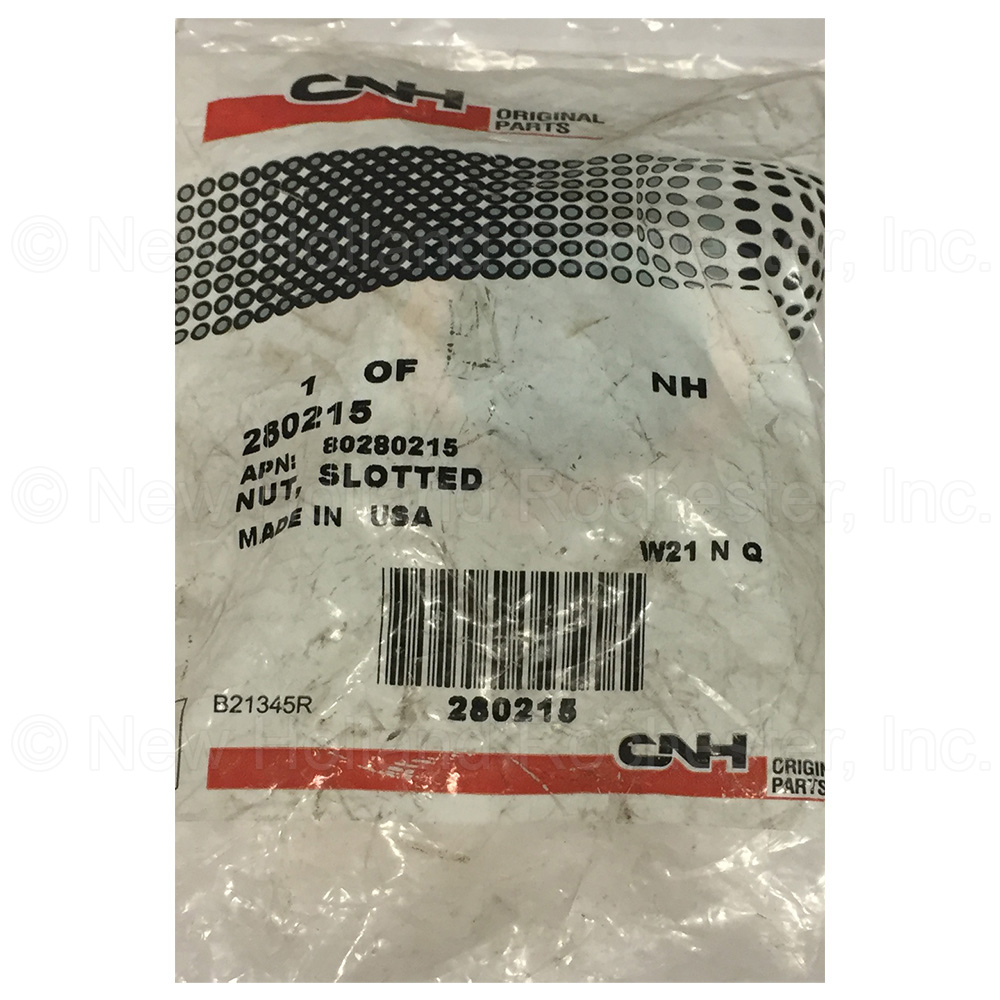 CNH
ORIGINAL
PARTS
© New Holland Rochester, Inc.
1 OF NH
280215
APN: 80280215
NUT, SLOTTED
© New Holland Rochester, Inc.
MADE IN USA
W21 N Q
B21345R
280215
© New Holland Rochester, Inc.
CNH
ORIGIN
PARTS